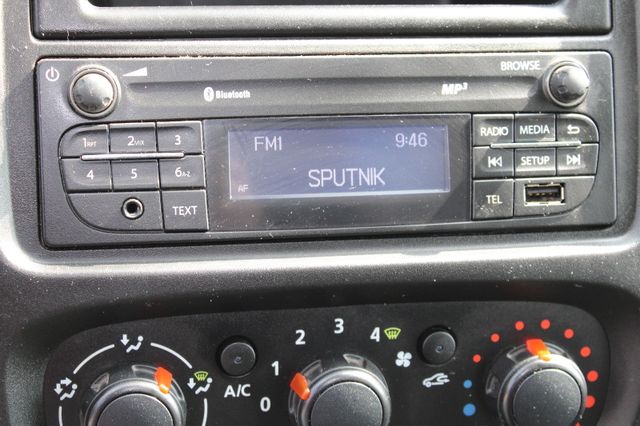 BROWSE
Bluetooth MP3
1RPT 2MIX 3
4 5 6A-Z
TEXT
FM1 9:46
AF SPUTNIK
RADIO MEDIA
SETUP
TEL
A/C
0 1 2 3 4